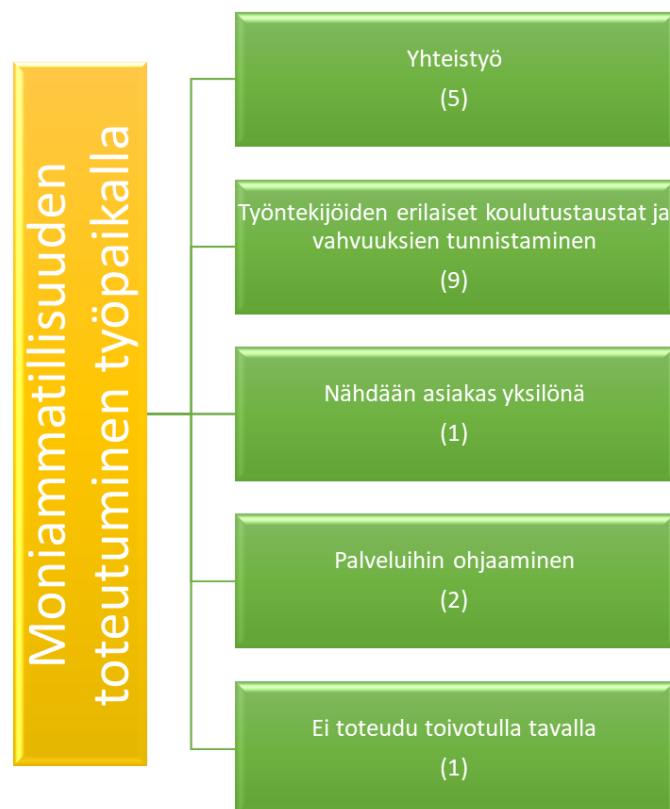 Moniammatillisuuden
toteutuminen työpaikalla
Yhteistyö
(5)
Työntekijöiden erilaiset koulutustaustat ja
vahvuuksien tunnistaminen
(9)
Nähdään asiakas yksilönä
(1)
Palveluihin ohjaaminen
(2)
Ei toteudu toivotulla tavalla
(1)